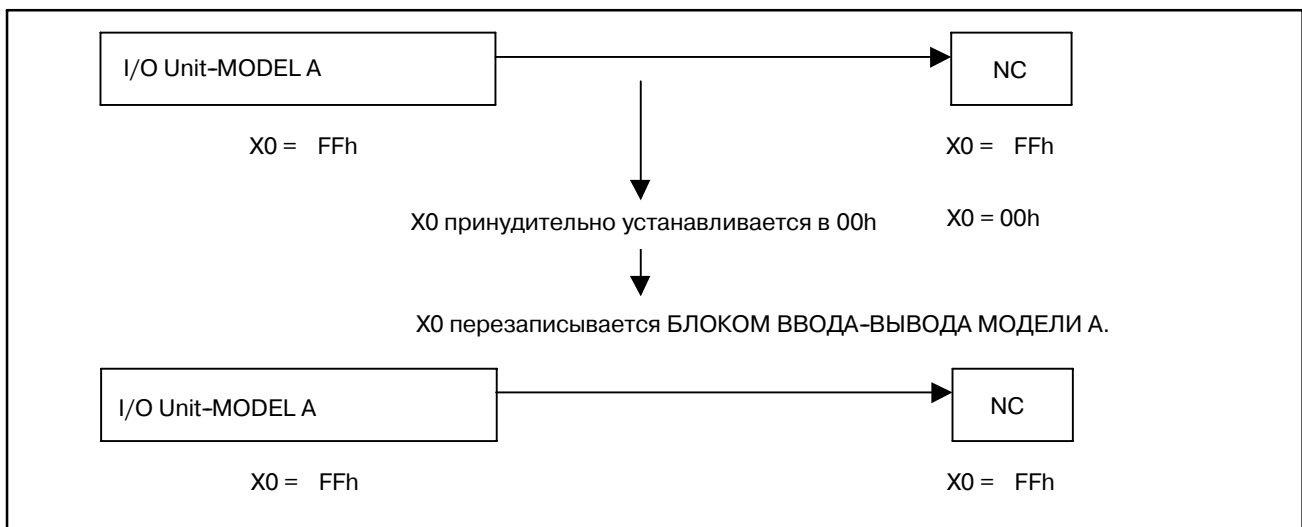 I/O Unit-MODEL A
NC
X0 = FFh
X0 = FFh
X0 принудительно устанавливается в 00h
X0 = 00h
X0 перезаписывается БЛОКОМ ВВОДА-ВЫВОДА МОДЕЛИ A.
I/O Unit-MODEL A
NC
X0 = FFh
X0 = FFh